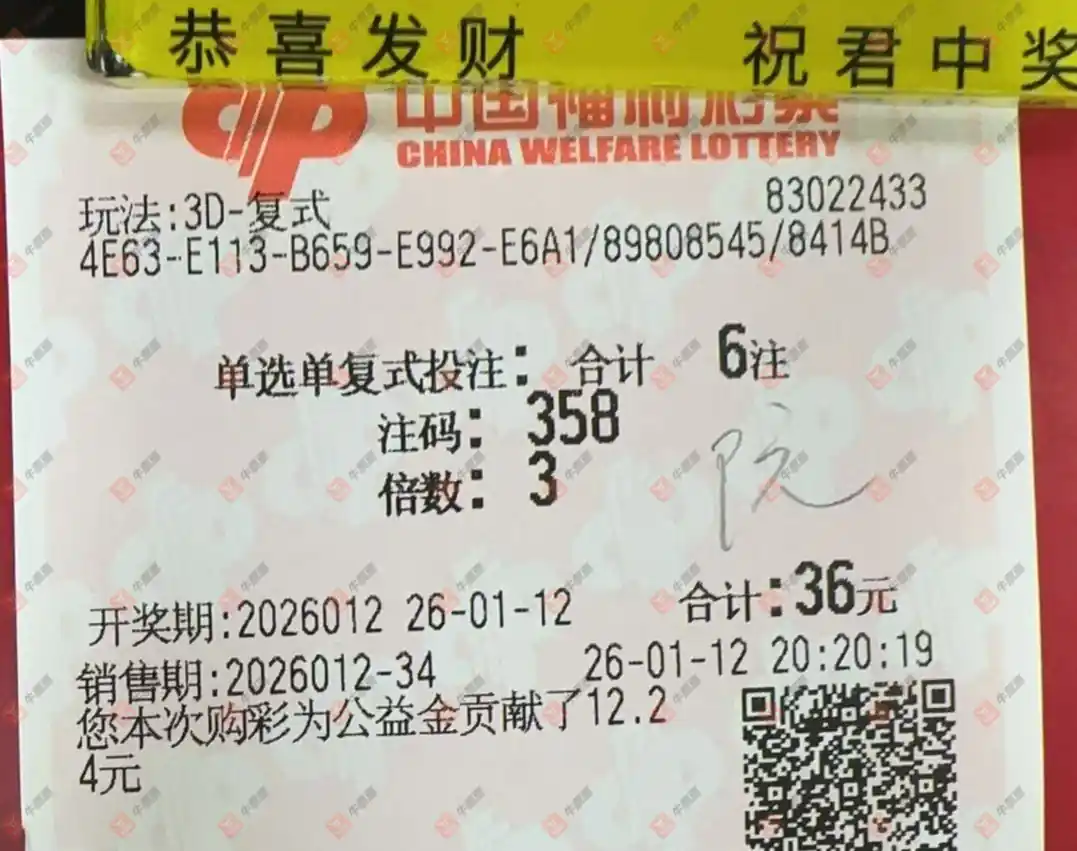 恭喜发财 祝君中奖
中国福利彩票
CHINA WELFARE LOTTERY
玩法:3D-复式 83022433
4E63-E113-B659-E992-E6A1/89808545/8414B
单选单复式投注: 合计 6注
注码: 358
倍数: 3
合计:36元
开奖期:2026012 26-01-12
销售期:2026012-34 26-01-12 20:20:19
您本次购彩为公益金贡献了12.2
4元